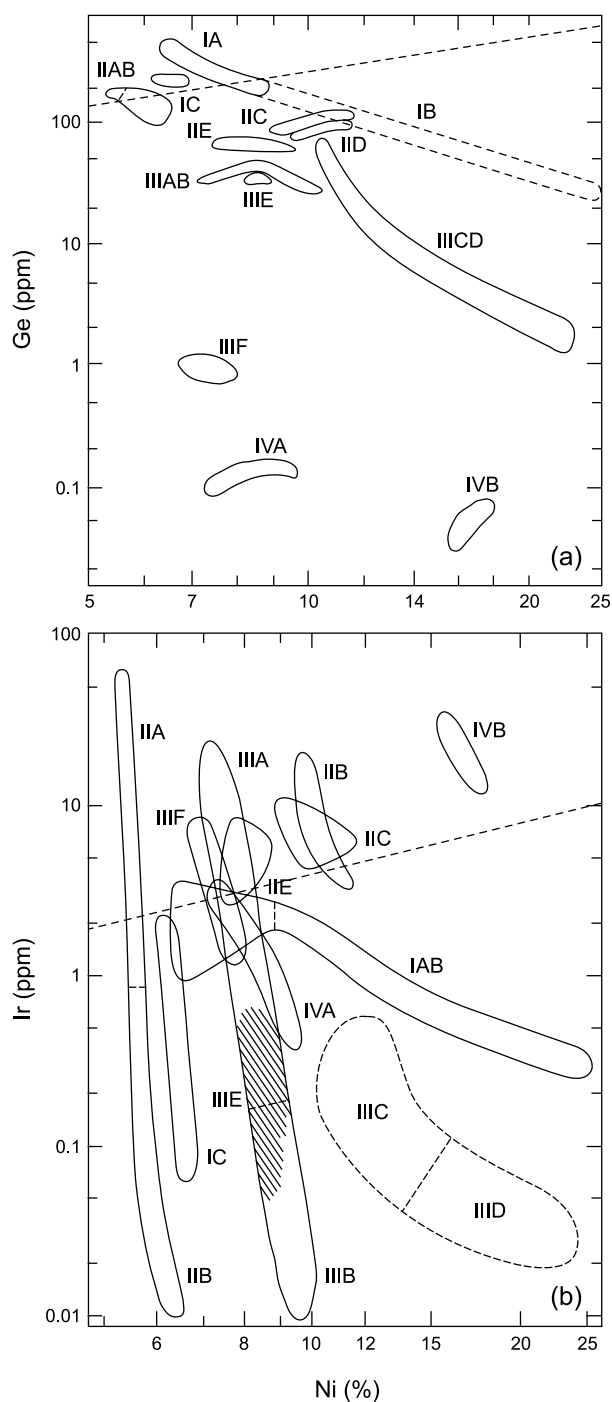 IA
IIAB
IC
IB
100
IIC
IIE
IID
IIIAB
IIIE
10
IIICD
Ge (ppm)
1
IIIF
IVA
IVB
0.1
(a)
5
7
10
14
20
25
100
IIA
IIIA
IIB
IVB
10
IIIF
IIC
IIE
IAB
Ir (ppm)
1
IVA
IIIE
IIIC
0.1
IC
IIID
IIB
IIIB
(b)
0.01
6
8
10
12
15
20
25
Ni (%)